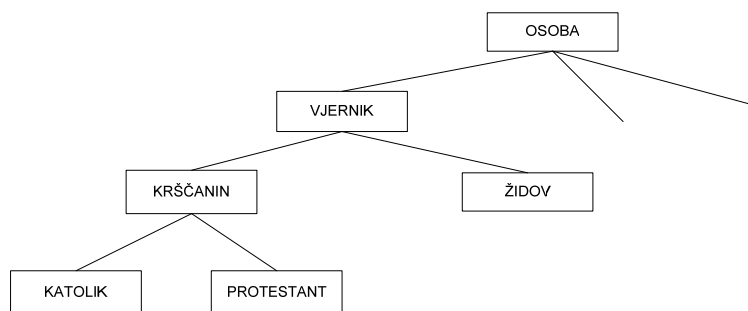 OSOBA
VJERNIK
KRŠČANIN
ŽIDOV
KATOLIK
PROTESTANT